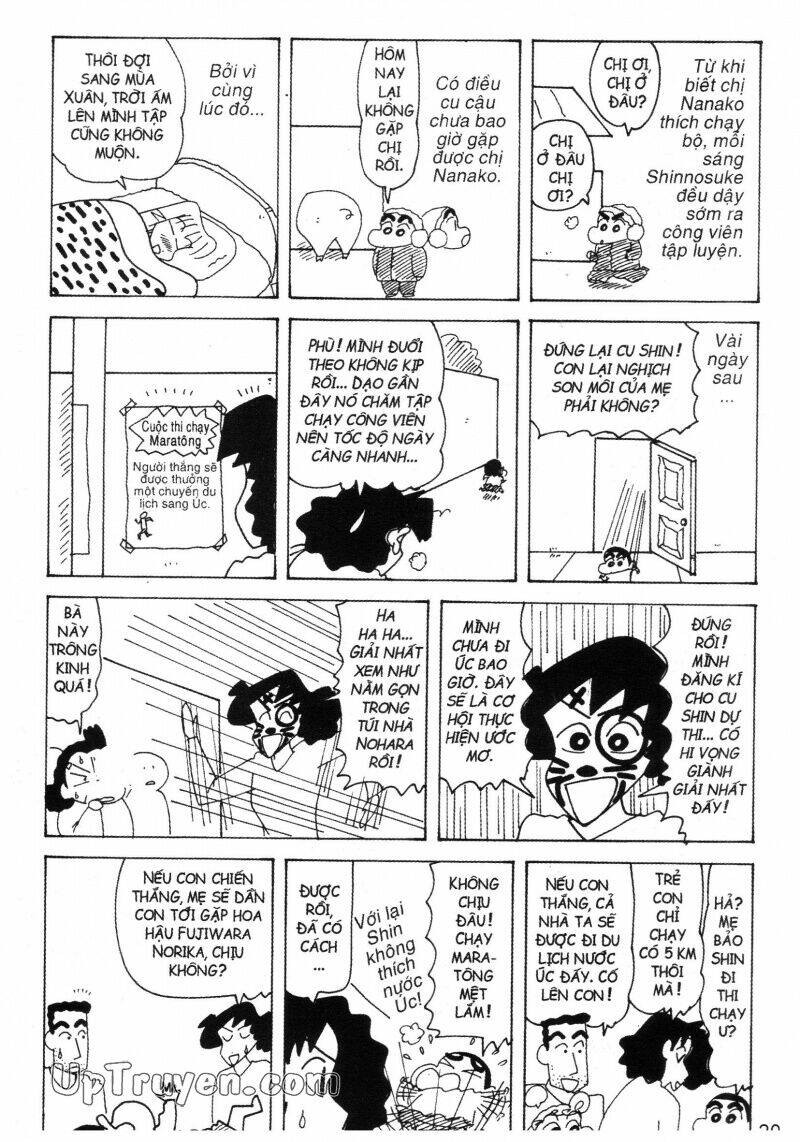 Từ khi
biết chị
Nanako
thích chạy
bộ, mỗi
sáng
Shinnosuke
đều dậy
sớm ra
công viên
tập luyện.
CHỊ ƠI,
CHỊ Ở
ĐÂU?
CHỊ
Ở ĐÂU
CHỊ
ƠI?
Có điều
cu cậu
chưa bao
giờ gặp
được chị
Nanako.
HÔM
NAY
LẠI
KHÔNG
GẶP
CHỊ
RỒI.
Bởi vì
cùng
lúc đó...
THÔI ĐỢI
SANG MÙA
XUÂN, TRỜI ẤM
LÊN MÌNH TẬP
CŨNG KHÔNG
MUỘN.
Vài
ngày
sau
...
ĐỨNG LẠI CU SHIN!
CON LẠI NGHỊCH
SON MÔI CỦA MẸ
PHẢI KHÔNG?
PHÙ! MÌNH ĐUỔI
THEO KHÔNG KỊP
RỒI... DẠO GẦN
ĐÂY NÓ CHĂM TẬP
CHẠY CÔNG VIÊN
NÊN TỐC ĐỘ NGÀY
CÀNG NHANH...
Cuộc thi chạy
Maratông
Người thắng sẽ
được thưởng
một chuyến du
lịch sang Úc.
ĐÚNG
RỒI!
MÌNH
ĐĂNG KÍ
CHO CU
SHIN DỰ
THI... CÓ
HI VỌNG
GIÀNH
GIẢI NHẤT
ĐẤY!
MÌNH
CHƯA ĐI
ÚC BAO
GIỜ. ĐÂY
SẼ LÀ CƠ
HỘI THỰC
HIỆN ƯỚC
MƠ.
HA
HA HA...
GIẢI NHẤT
XEM NHƯ
NẰM GỌN
TRONG
TÚI NHÀ
NOHARA
RỒI!
BÀ
NÀY
TRÔNG
KINH
QUÁ!
HẢ?
MẸ
BẢO
SHIN
ĐI
THI
CHẠY
Ư?
TRẺ
CON
CHỈ
CHẠY
CÓ 5 KM
THÔI
MÀ!
NẾU CON
THẮNG, CẢ
NHÀ TA SẼ
ĐƯỢC ĐI DU
LỊCH NƯỚC
ÚC ĐẤY. CỐ
LÊN CON!
KHÔNG
CHỊU
ĐÂU!
CHẠY
MARA-
TÔNG
MỆT
LẮM!
Với lại
Shin
không
thích
nước
Úc!
ĐƯỢC
RỒI,
ĐÃ CÓ
CÁCH
...
NẾU CON CHIẾN
THẮNG, MẸ SẼ DẪN
CON TỚI GẶP HOA
HẬU FUJIWARA
NORIKA, CHỊU
KHÔNG?
UpTruyen.com